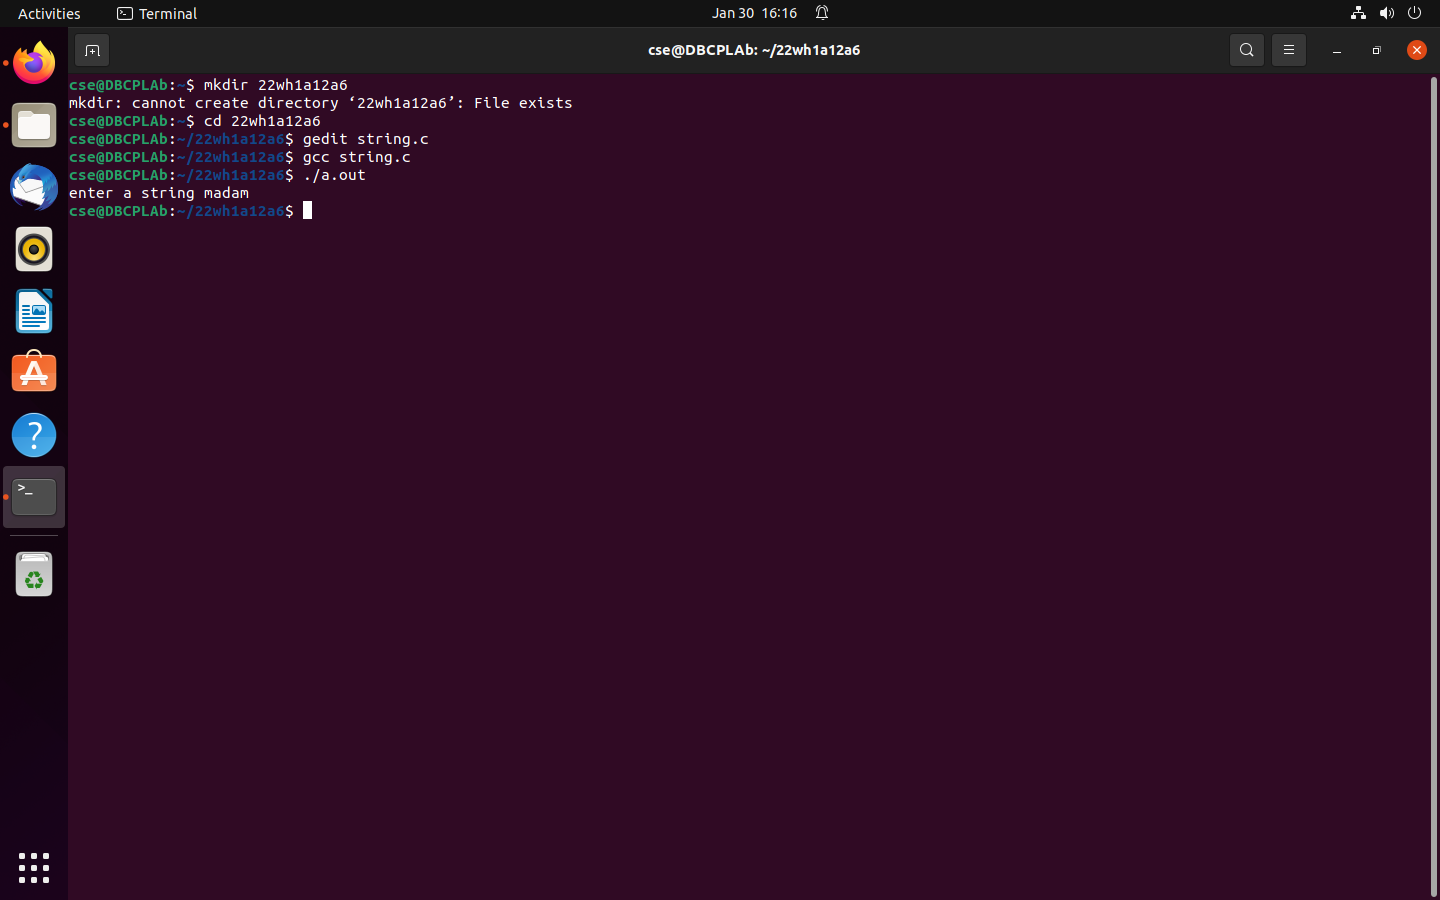 Activities
Terminal
Jan 30 16:16
cse@DBCPLAb: ~/22wh1a12a6
cse@DBCPLAb:~$ mkdir 22wh1a12a6
mkdir: cannot create directory ‘22wh1a12a6’: File exists
cse@DBCPLAb:~$ cd 22wh1a12a6
cse@DBCPLAb:~/22wh1a12a6$ gedit string.c
cse@DBCPLAb:~/22wh1a12a6$ gcc string.c
cse@DBCPLAb:~/22wh1a12a6$ ./a.out
enter a string madam
cse@DBCPLAb:~/22wh1a12a6$